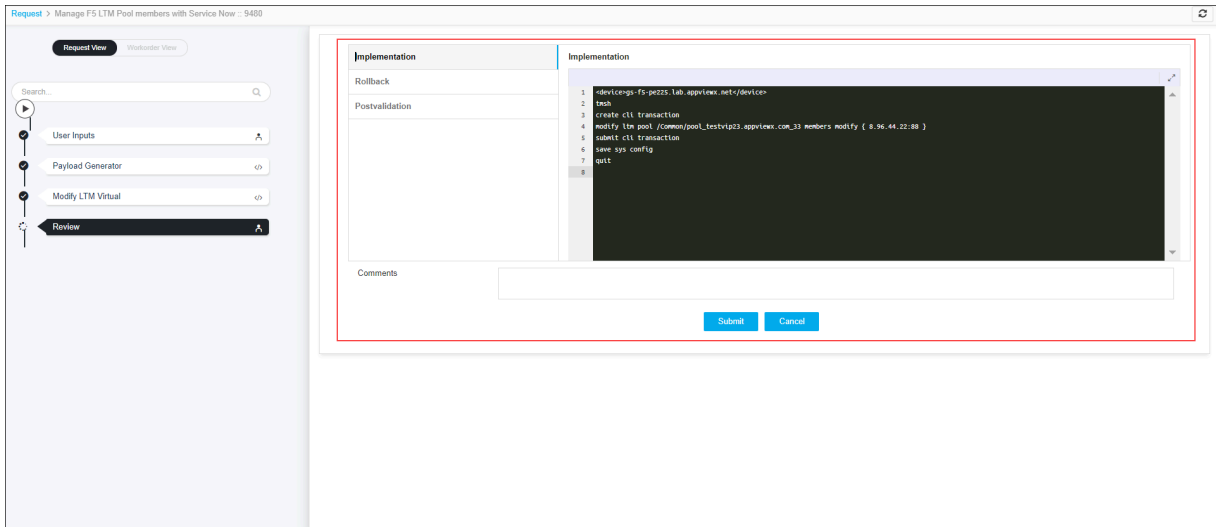 Request > Manage F5 LTM Pool members with Service Now :: 9480
Request View
Workorder View
Search...
User Inputs
Payload Generator
</>
Modify LTM Virtual
</>
Review
Implementation
Rollback
Postvalidation
Implementation
1 <device>gs-f5-pe225.lab.appviewx.net</device>
2 tmsh
3 create cli transaction
4 modify ltm pool /Common/pool_testvip23.appviewx.com_33 members modify { 8.96.44.22:88 }
5 submit cli transaction
6 save sys config
7 quit
8
Comments
Submit
Cancel